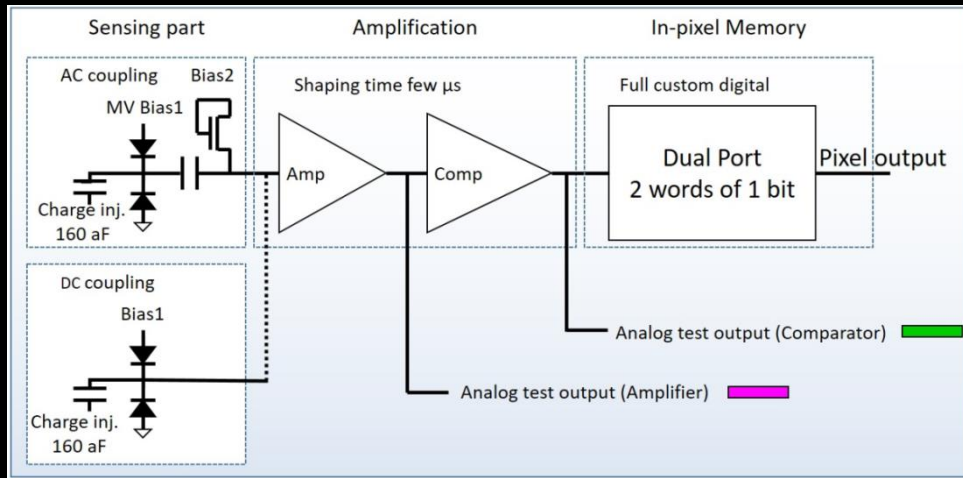 Sensing part
Amplification
In-pixel Memory
AC coupling
Bias2
MV Bias1
Charge inj.
160 aF
Shaping time few µs
Amp
Comp
Full custom digital
Dual Port
2 words of 1 bit
Pixel output
DC coupling
Bias1
Charge inj.
160 aF
Analog test output (Comparator)
Analog test output (Amplifier)